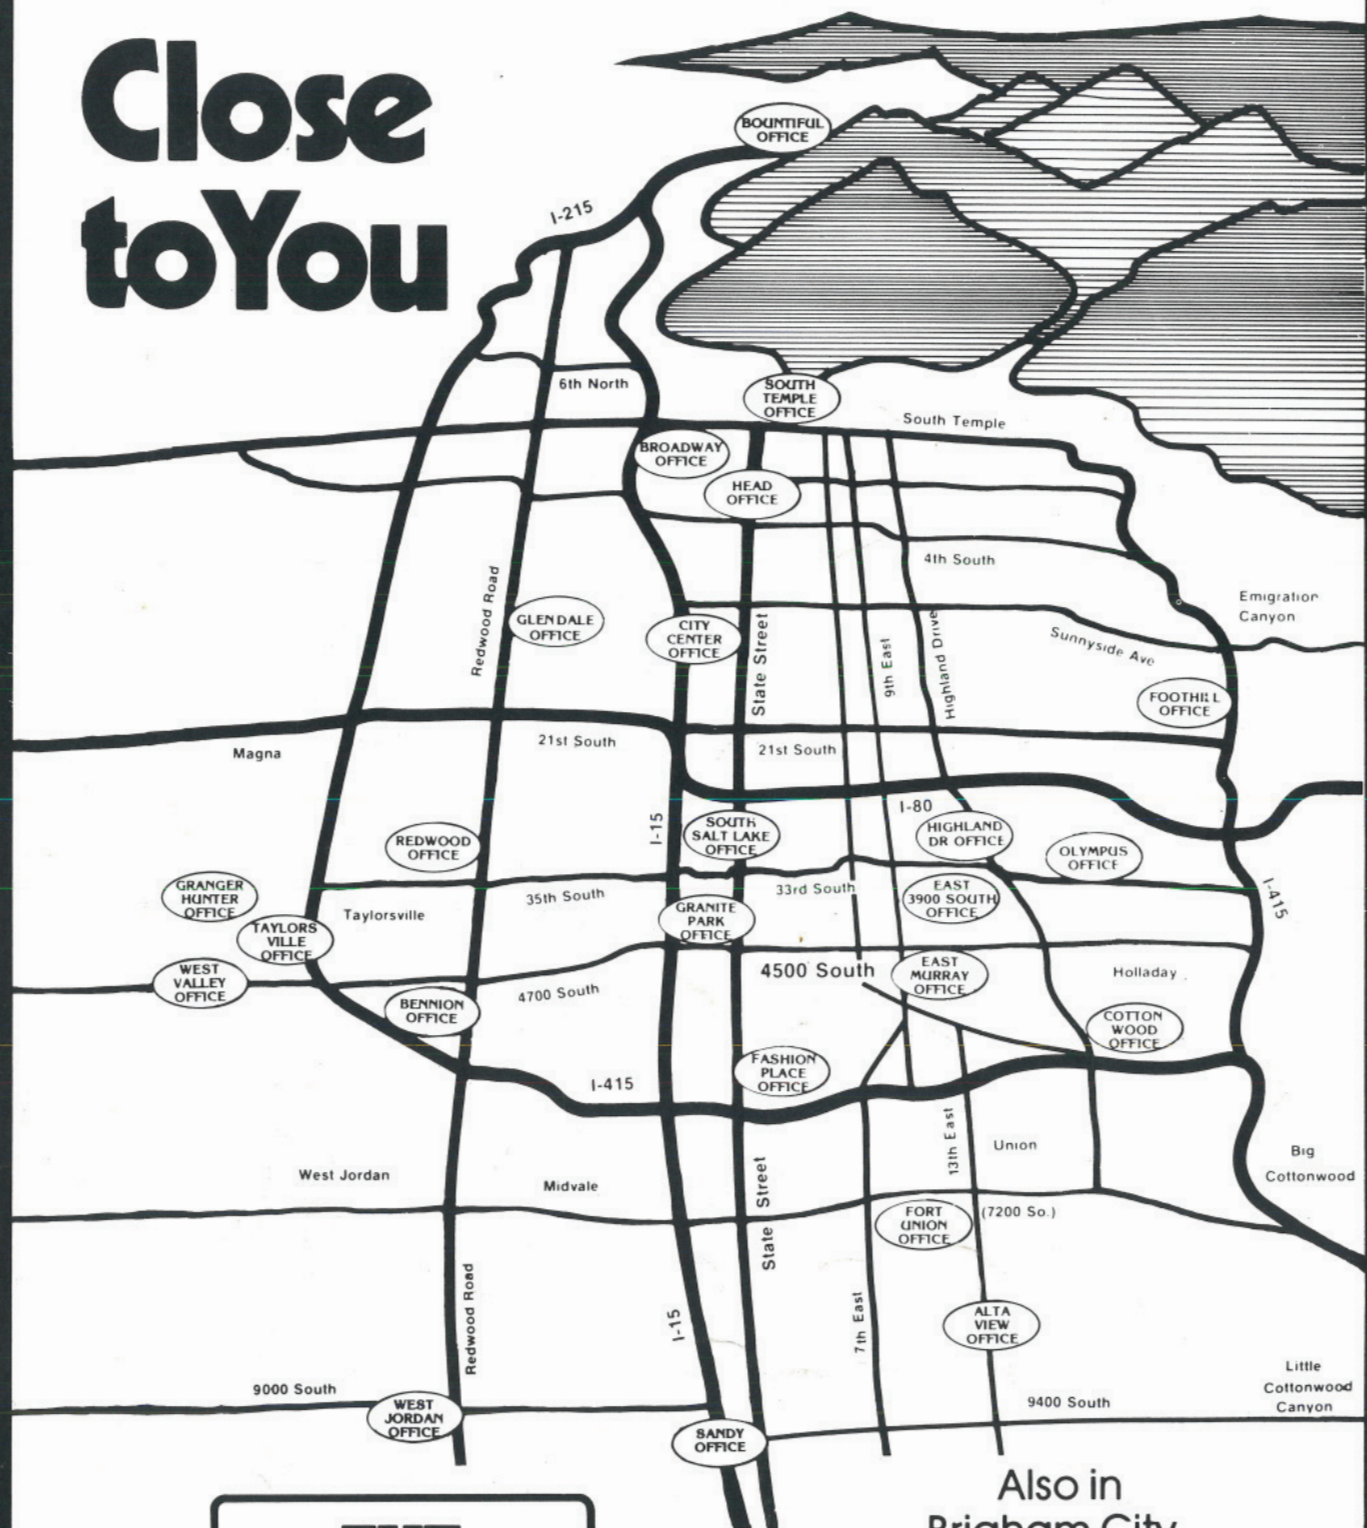 Close
to You
BOUNTIFUL
OFFICE
I-215
6th North
SOUTH
TEMPLE
OFFICE
South Temple
BROADWAY
OFFICE
HEAD
OFFICE
4th South
Redwood Road
GLENDALE
OFFICE
CITY
CENTER
OFFICE
State Street
9th East
Highland Drive
Sunnyside Ave
Emigration
Canyon
FOOTHILL
OFFICE
Magna
21st South
21st South
I-80
I-15
REDWOOD
OFFICE
SOUTH
SALT LAKE
OFFICE
HIGHLAND
DR OFFICE
OLYMPUS
OFFICE
GRANGER
HUNTER
OFFICE
Taylorsville
35th South
33rd South
EAST
3900 SOUTH
OFFICE
I-415
TAYLORS
VILLE
OFFICE
GRANITE
PARK
OFFICE
WEST
VALLEY
OFFICE
BENNION
OFFICE
4700 South
4500 South
EAST
MURRAY
OFFICE
Holladay
COTTON
WOOD
OFFICE
FASHION
PLACE
OFFICE
I-415
13th East
Union
Big
Cottonwood
West Jordan
Midvale
State Street
FORT
UNION
OFFICE
(7200 So.)
Redwood Road
I-15
7th East
ALTA
VIEW
OFFICE
Little
Cottonwood
Canyon
9000 South
WEST
JORDAN
OFFICE
SANDY
OFFICE
9400 South
Also in
Brigham City